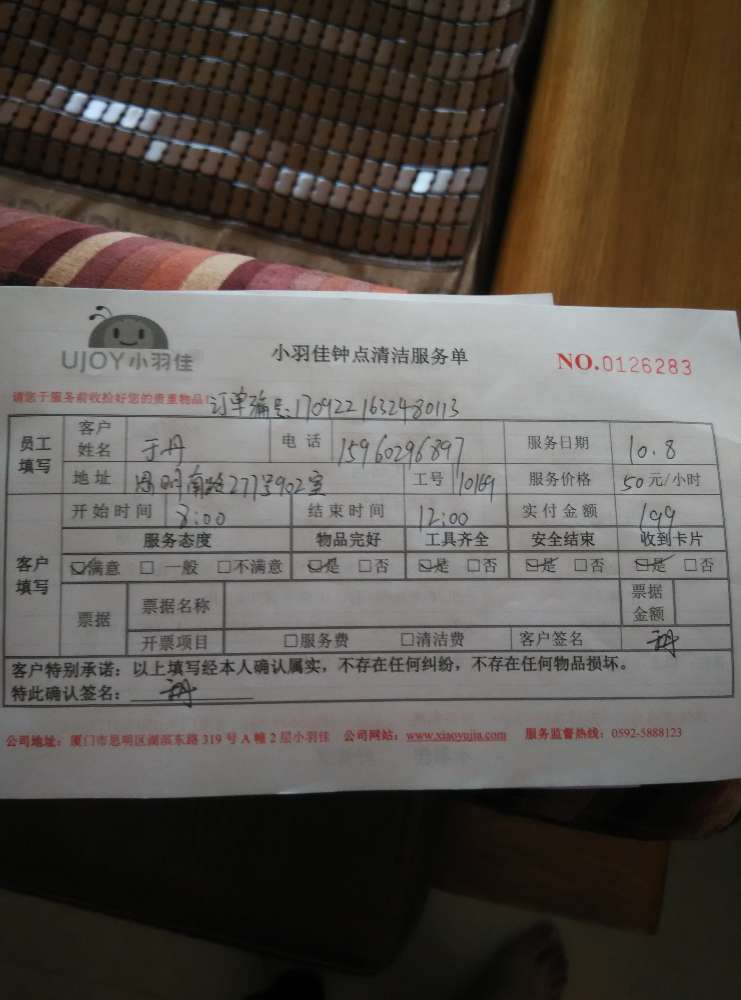 UJOY小羽佳
小羽佳钟点清洁服务单
NO.0126283
请您于服务前收捡好您的贵重物品!
订单编号:1709221632480113
员工填写 客户姓名 于丹 电话 15960296897 服务日期 10.8
地址 思明南路277号902室 工号 10169 服务价格 50元/小时
客户填写 开始时间 8:00 结束时间 12:00 实付金额 199
服务态度 物品完好 工具齐全 安全结束 收到卡片
☑满意 □一般 □不满意 ☑是 □否 ☑是 □否 ☑是 □否 ☑是 □否
票据 票据名称 票据金额
开票项目 □服务费 □清洁费 客户签名
客户特别承诺:以上填写经本人确认属实,不存在任何纠纷,不存在任何物品损坏。
特此确认签名:
公司地址:厦门市思明区湖滨东路319号A幢2层小羽佳 公司网站:www.xiaoyujia.com 服务监督热线:0592-5888123